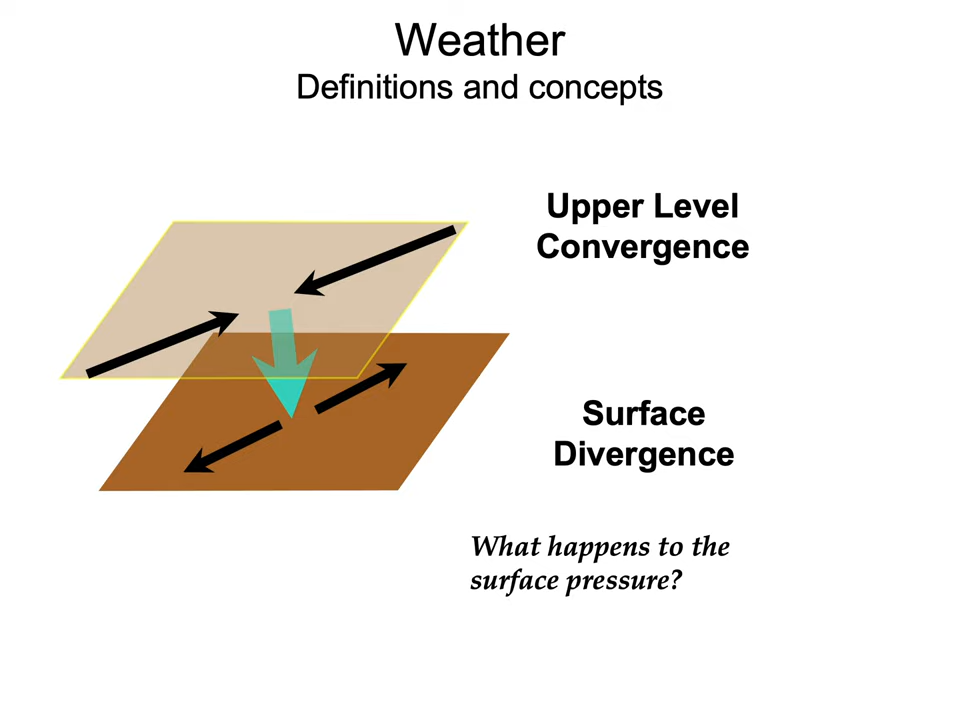 Weather
Definitions and concepts
Upper Level
Convergence
Surface
Divergence
What happens to the
surface pressure?